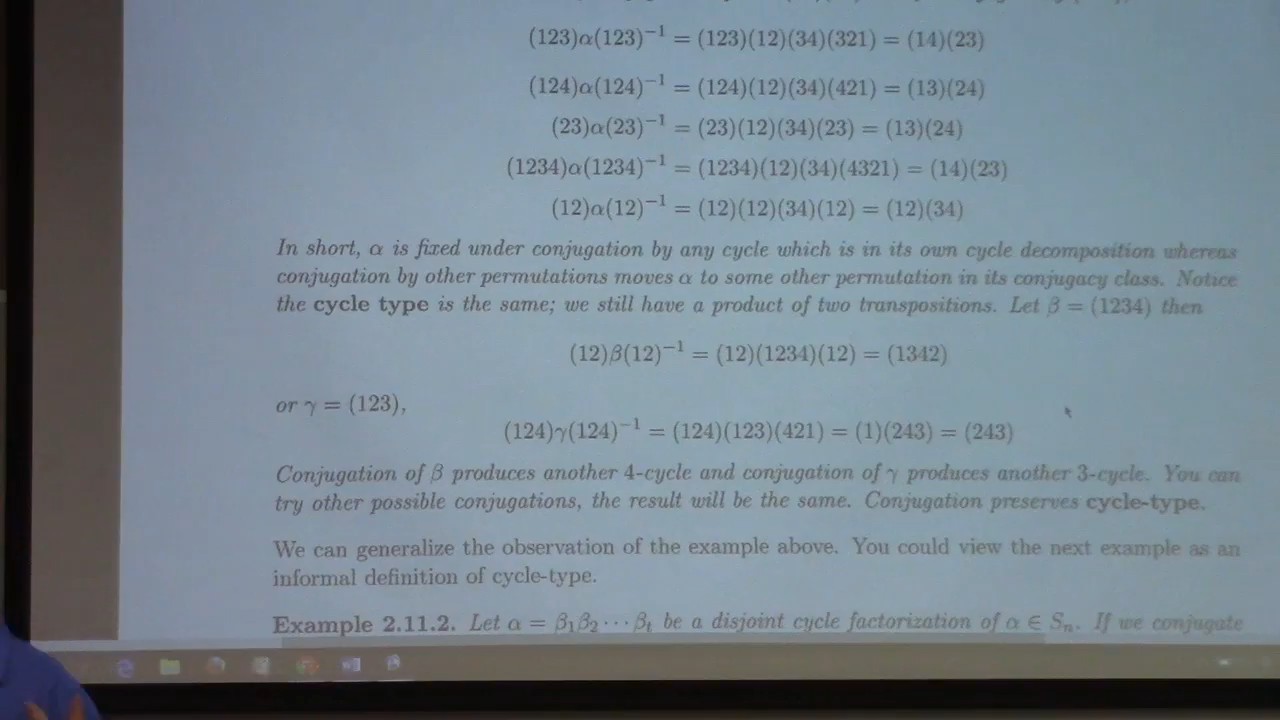 (123)α(123)⁻¹ = (123)(12)(34)(321) = (14)(23)
(124)α(124)⁻¹ = (124)(12)(34)(421) = (13)(24)
(23)α(23)⁻¹ = (23)(12)(34)(23) = (13)(24)
(1234)α(1234)⁻¹ = (1234)(12)(34)(4321) = (14)(23)
(12)α(12)⁻¹ = (12)(12)(34)(12) = (12)(34)
In short, α is fixed under conjugation by any cycle which is in its own cycle decomposition whereas
conjugation by other permutations moves α to some other permutation in its conjugacy class. Notice
the cycle type is the same; we still have a product of two transpositions. Let β = (1234) then
(12)β(12)⁻¹ = (12)(1234)(12) = (1342)
or γ = (123),
(124)γ(124)⁻¹ = (124)(123)(421) = (1)(243) = (243)
Conjugation of β produces another 4-cycle and conjugation of γ produces another 3-cycle. You can
try other possible conjugations, the result will be the same. Conjugation preserves cycle-type.
We can generalize the observation of the example above. You could view the next example as an
informal definition of cycle-type.
Example 2.11.2. Let α = β₁β₂ ··· βₜ be a disjoint cycle factorization of α ∈ Sₙ. If we conjugate